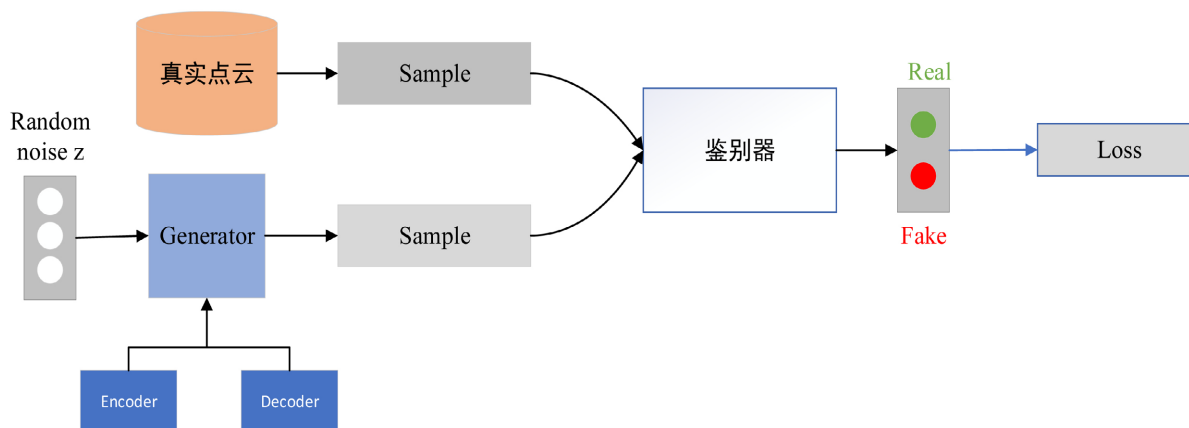 真实点云
Sample
Real
Random
noise z
鉴别器
Loss
Generator
Sample
Fake
Encoder
Decoder